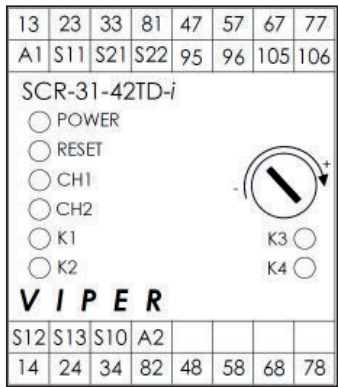 13 23 33 81 47 57 67 77
A1 S11 S21 S22 95 96 105 106
SCR-31-42TD-i
POWER
RESET
CH1
CH2
- +
K1 K3
K2 K4
VIPER
S12 S13 S10 A2
14 24 34 82 48 58 68 78